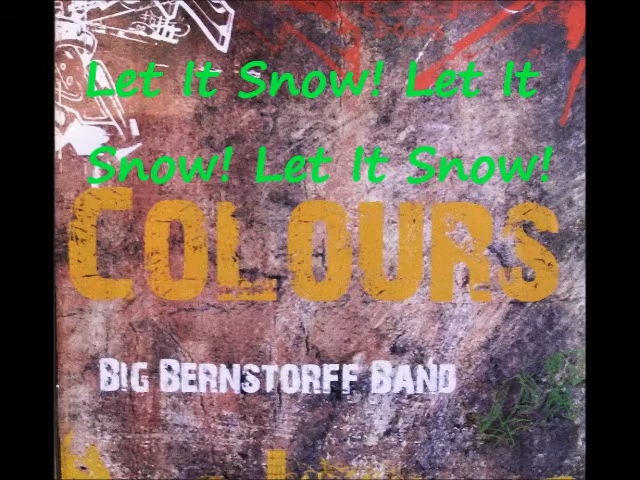 Let It Snow! Let It
Snow! Let It Snow!
COLOURS
BIG BERNSTORFF BAND